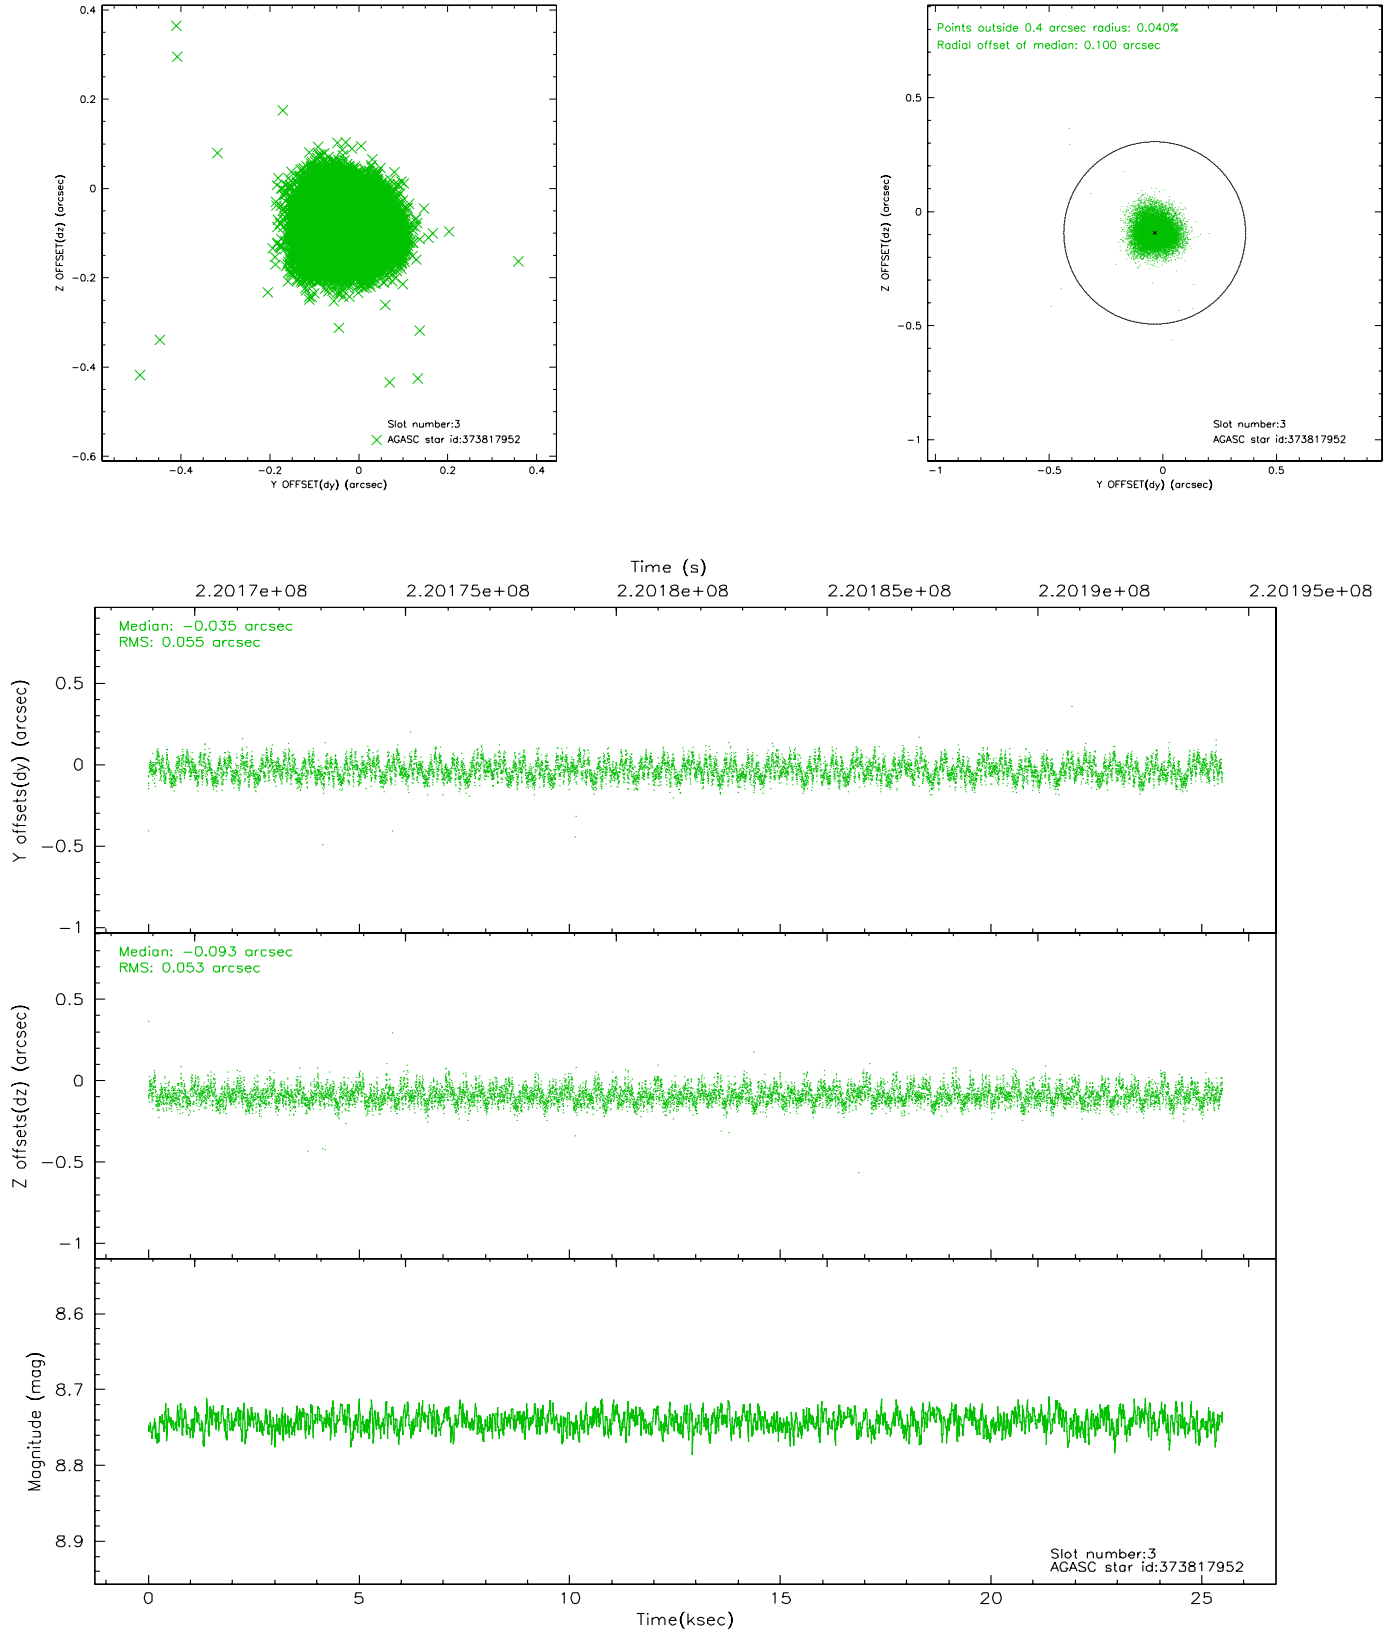 0.4
0.2
0
−0.2
−0.4
−0.6
Z OFFSET(dz) (arcsec)
Slot number:3
AGASC star id:373817952
−0.4
−0.2
0
0.2
0.4
Y OFFSET(dy) (arcsec)
Points outside 0.4 arcsec radius: 0.040%
Radial offset of median: 0.100 arcsec
0.5
0
−0.5
−1
Z OFFSET(dz) (arcsec)
Slot number:3
AGASC star id:373817952
−1
−0.5
0
0.5
Y OFFSET(dy) (arcsec)
Time (s)
2.2017e+08
2.20175e+08
2.2018e+08
2.20185e+08
2.2019e+08
2.20195e+08
Median: −0.035 arcsec
RMS: 0.055 arcsec
0.5
0
−0.5
−1
Y offsets(dy) (arcsec)
Median: −0.093 arcsec
RMS: 0.053 arcsec
0.5
0
−0.5
−1
Z offsets(dz) (arcsec)
8.6
8.7
8.8
8.9
Magnitude (mag)
Slot number:3
AGASC star id:373817952
0
5
10
15
20
25
Time(ksec)